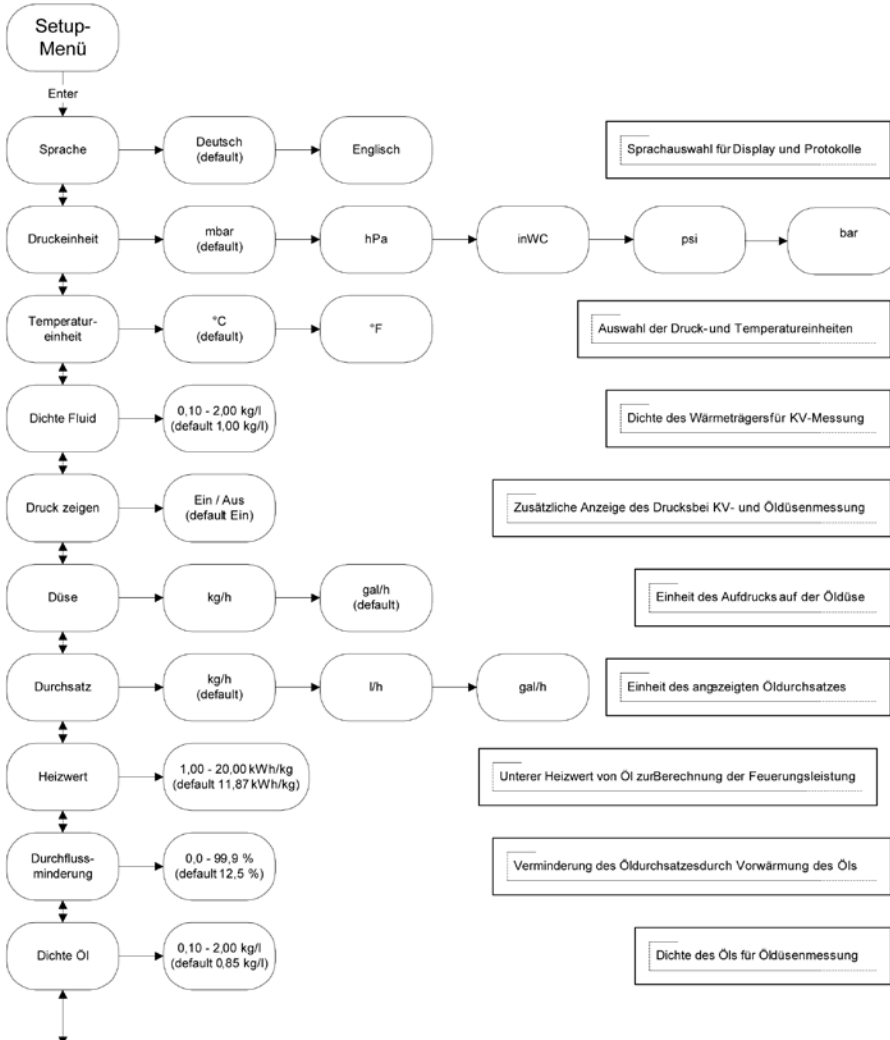 Setup-
Menü
Enter
Sprache
Deutsch
(default)
Englisch
Sprachauswahl für Display und Protokolle
Druckeinheit
mbar
(default)
hPa
inWC
psi
bar
Temperatur-
einheit
°C
(default)
°F
Auswahl der Druck-und Temperatureinheiten
Dichte Fluid
0,10 - 2,00 kg/l
(default 1,00 kg/l)
Dichte des Wärmeträgersfür KV-Messung
Druck zeigen
Ein / Aus
(default Ein)
Zusätzliche Anzeige des Drucksbei KV- und Öldüsenmessung
Düse
kg/h
gal/h
(default)
Einheit des Aufdrucks auf der Öldüse
Durchsatz
kg/h
(default)
l/h
gal/h
Einheit des angezeigten Öldurchsatzes
Heizwert
1,00 - 20,00 kWh/kg
(default 11,87 kWh/kg)
Unterer Heizwert von Öl zurBerechnung der Feuerungsleistung
Durchfluss-
minderung
0,0 - 99,9 %
(default 12,5 %)
Verminderung des Öldurchsatzesdurch Vorwärmung des Öls
Dichte Öl
0,10 - 2,00 kg/l
(default 0,85 kg/l)
Dichte des Öls für Öldüsenmessung